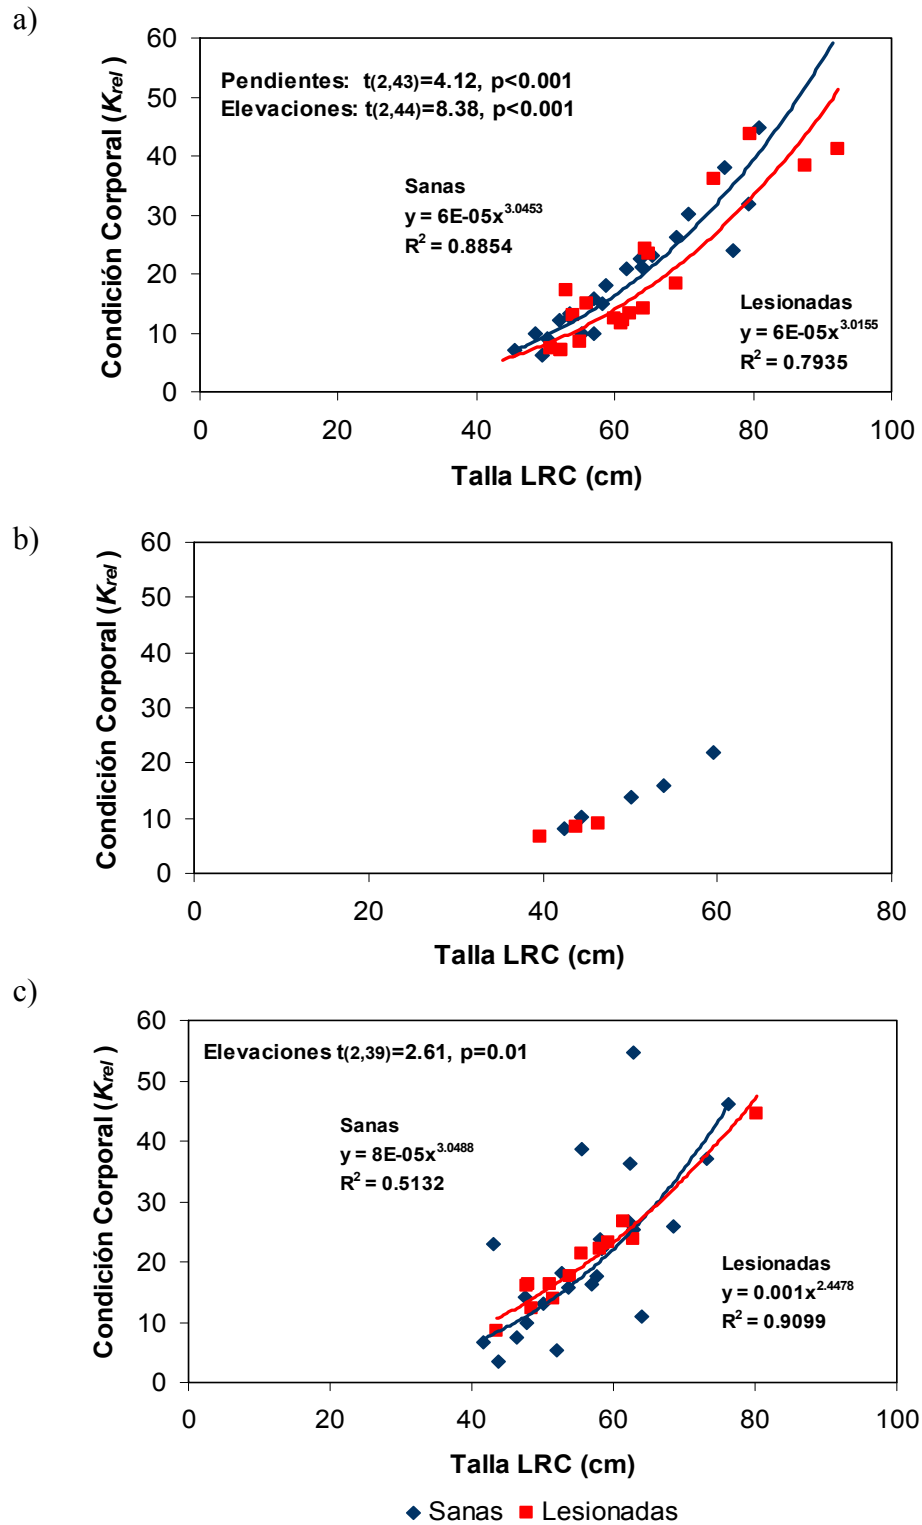 a)
60
50
40
30
20
10
0
Condición Corporal (Krel )
Pendientes: t(2,43)=4.12, p<0.001
Elevaciones: t(2,44)=8.38, p<0.001
Sanas
y = 6E-05x^3.0453
R² = 0.8854
Lesionadas
y = 6E-05x^3.0155
R² = 0.7935
0 20 40 60 80 100
Talla LRC (cm)
b)
60
50
40
30
20
10
0
Condición Corporal (Krel )
0 20 40 60 80
Talla LRC (cm)
c)
60
50
40
30
20
10
0
Condición Corporal (Krel )
Elevaciones t(2,39)=2.61, p=0.01
Sanas
y = 8E-05x^3.0488
R² = 0.5132
Lesionadas
y = 0.001x^2.4478
R² = 0.9099
0 20 40 60 80 100
Talla LRC (cm)
Sanas Lesionadas